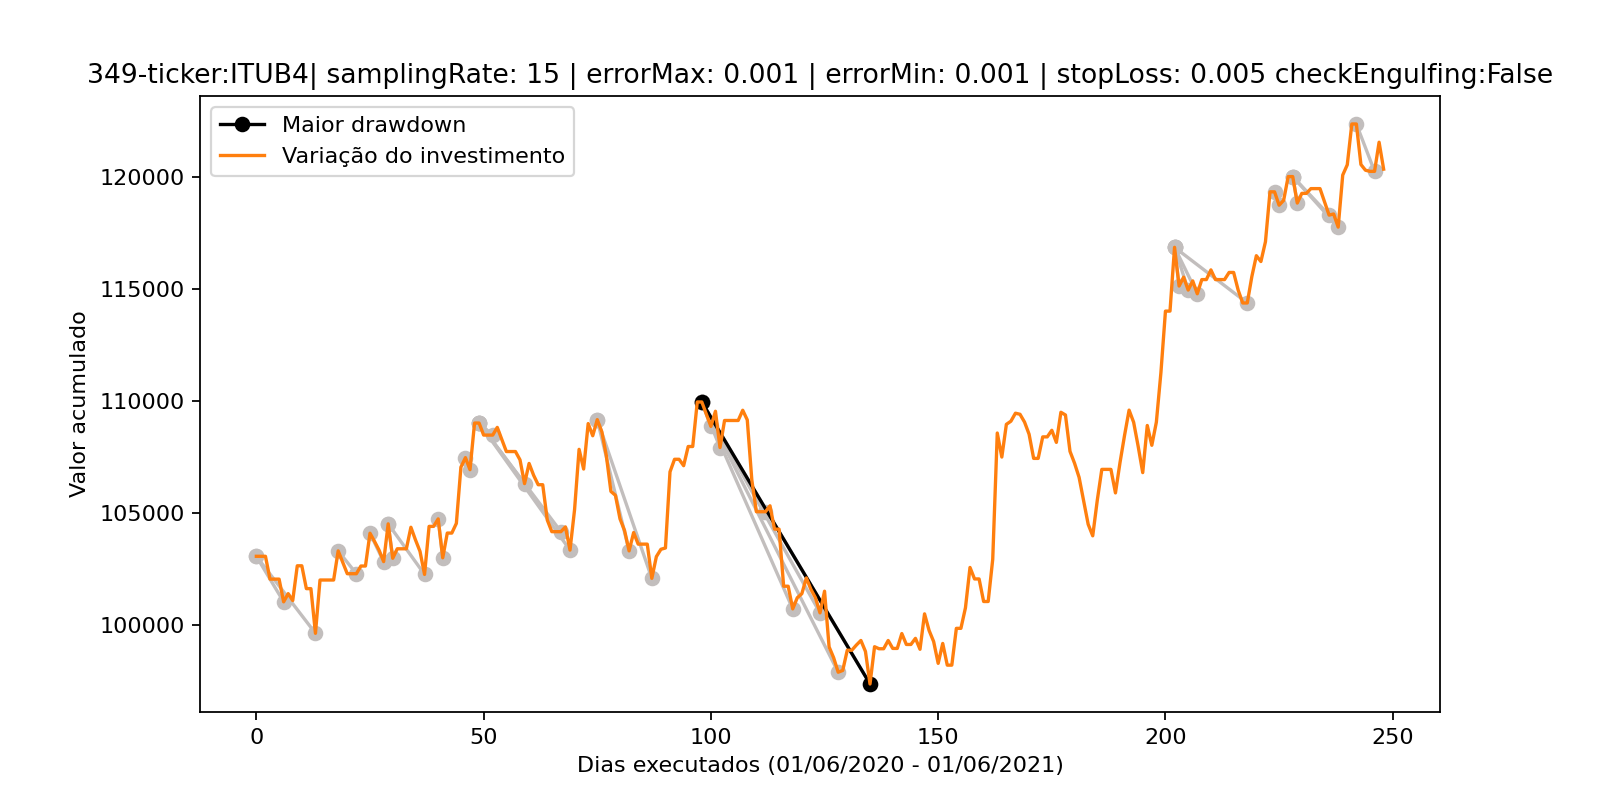 349-ticker:ITUB4| samplingRate: 15 | errorMax: 0.001 | errorMin: 0.001 | stopLoss: 0.005 checkEngulfing:False
Maior drawdown
Variação do investimento
120000
115000
110000
105000
100000
Valor acumulado
0 50 100 150 200 250
Dias executados (01/06/2020 - 01/06/2021)